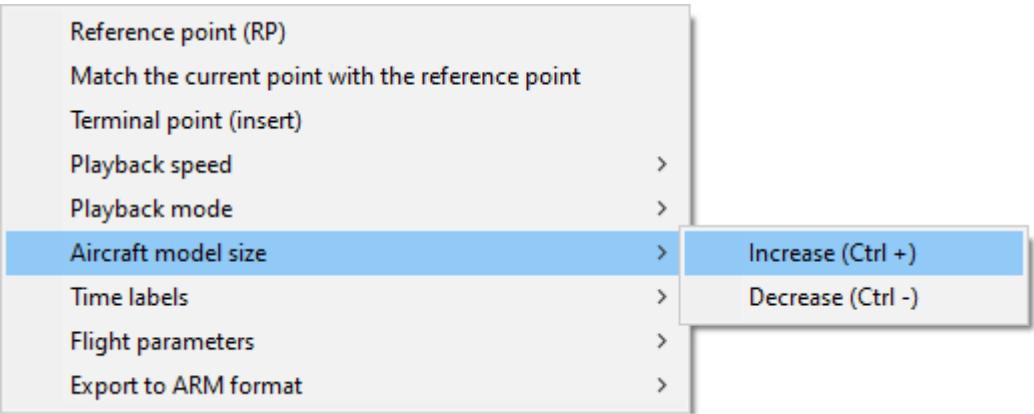 Reference point (RP)
Match the current point with the reference point
Terminal point (insert)
Playback speed
Playback mode
Aircraft model size
Increase (Ctrl +)
Decrease (Ctrl -)
Time labels
Flight parameters
Export to ARM format